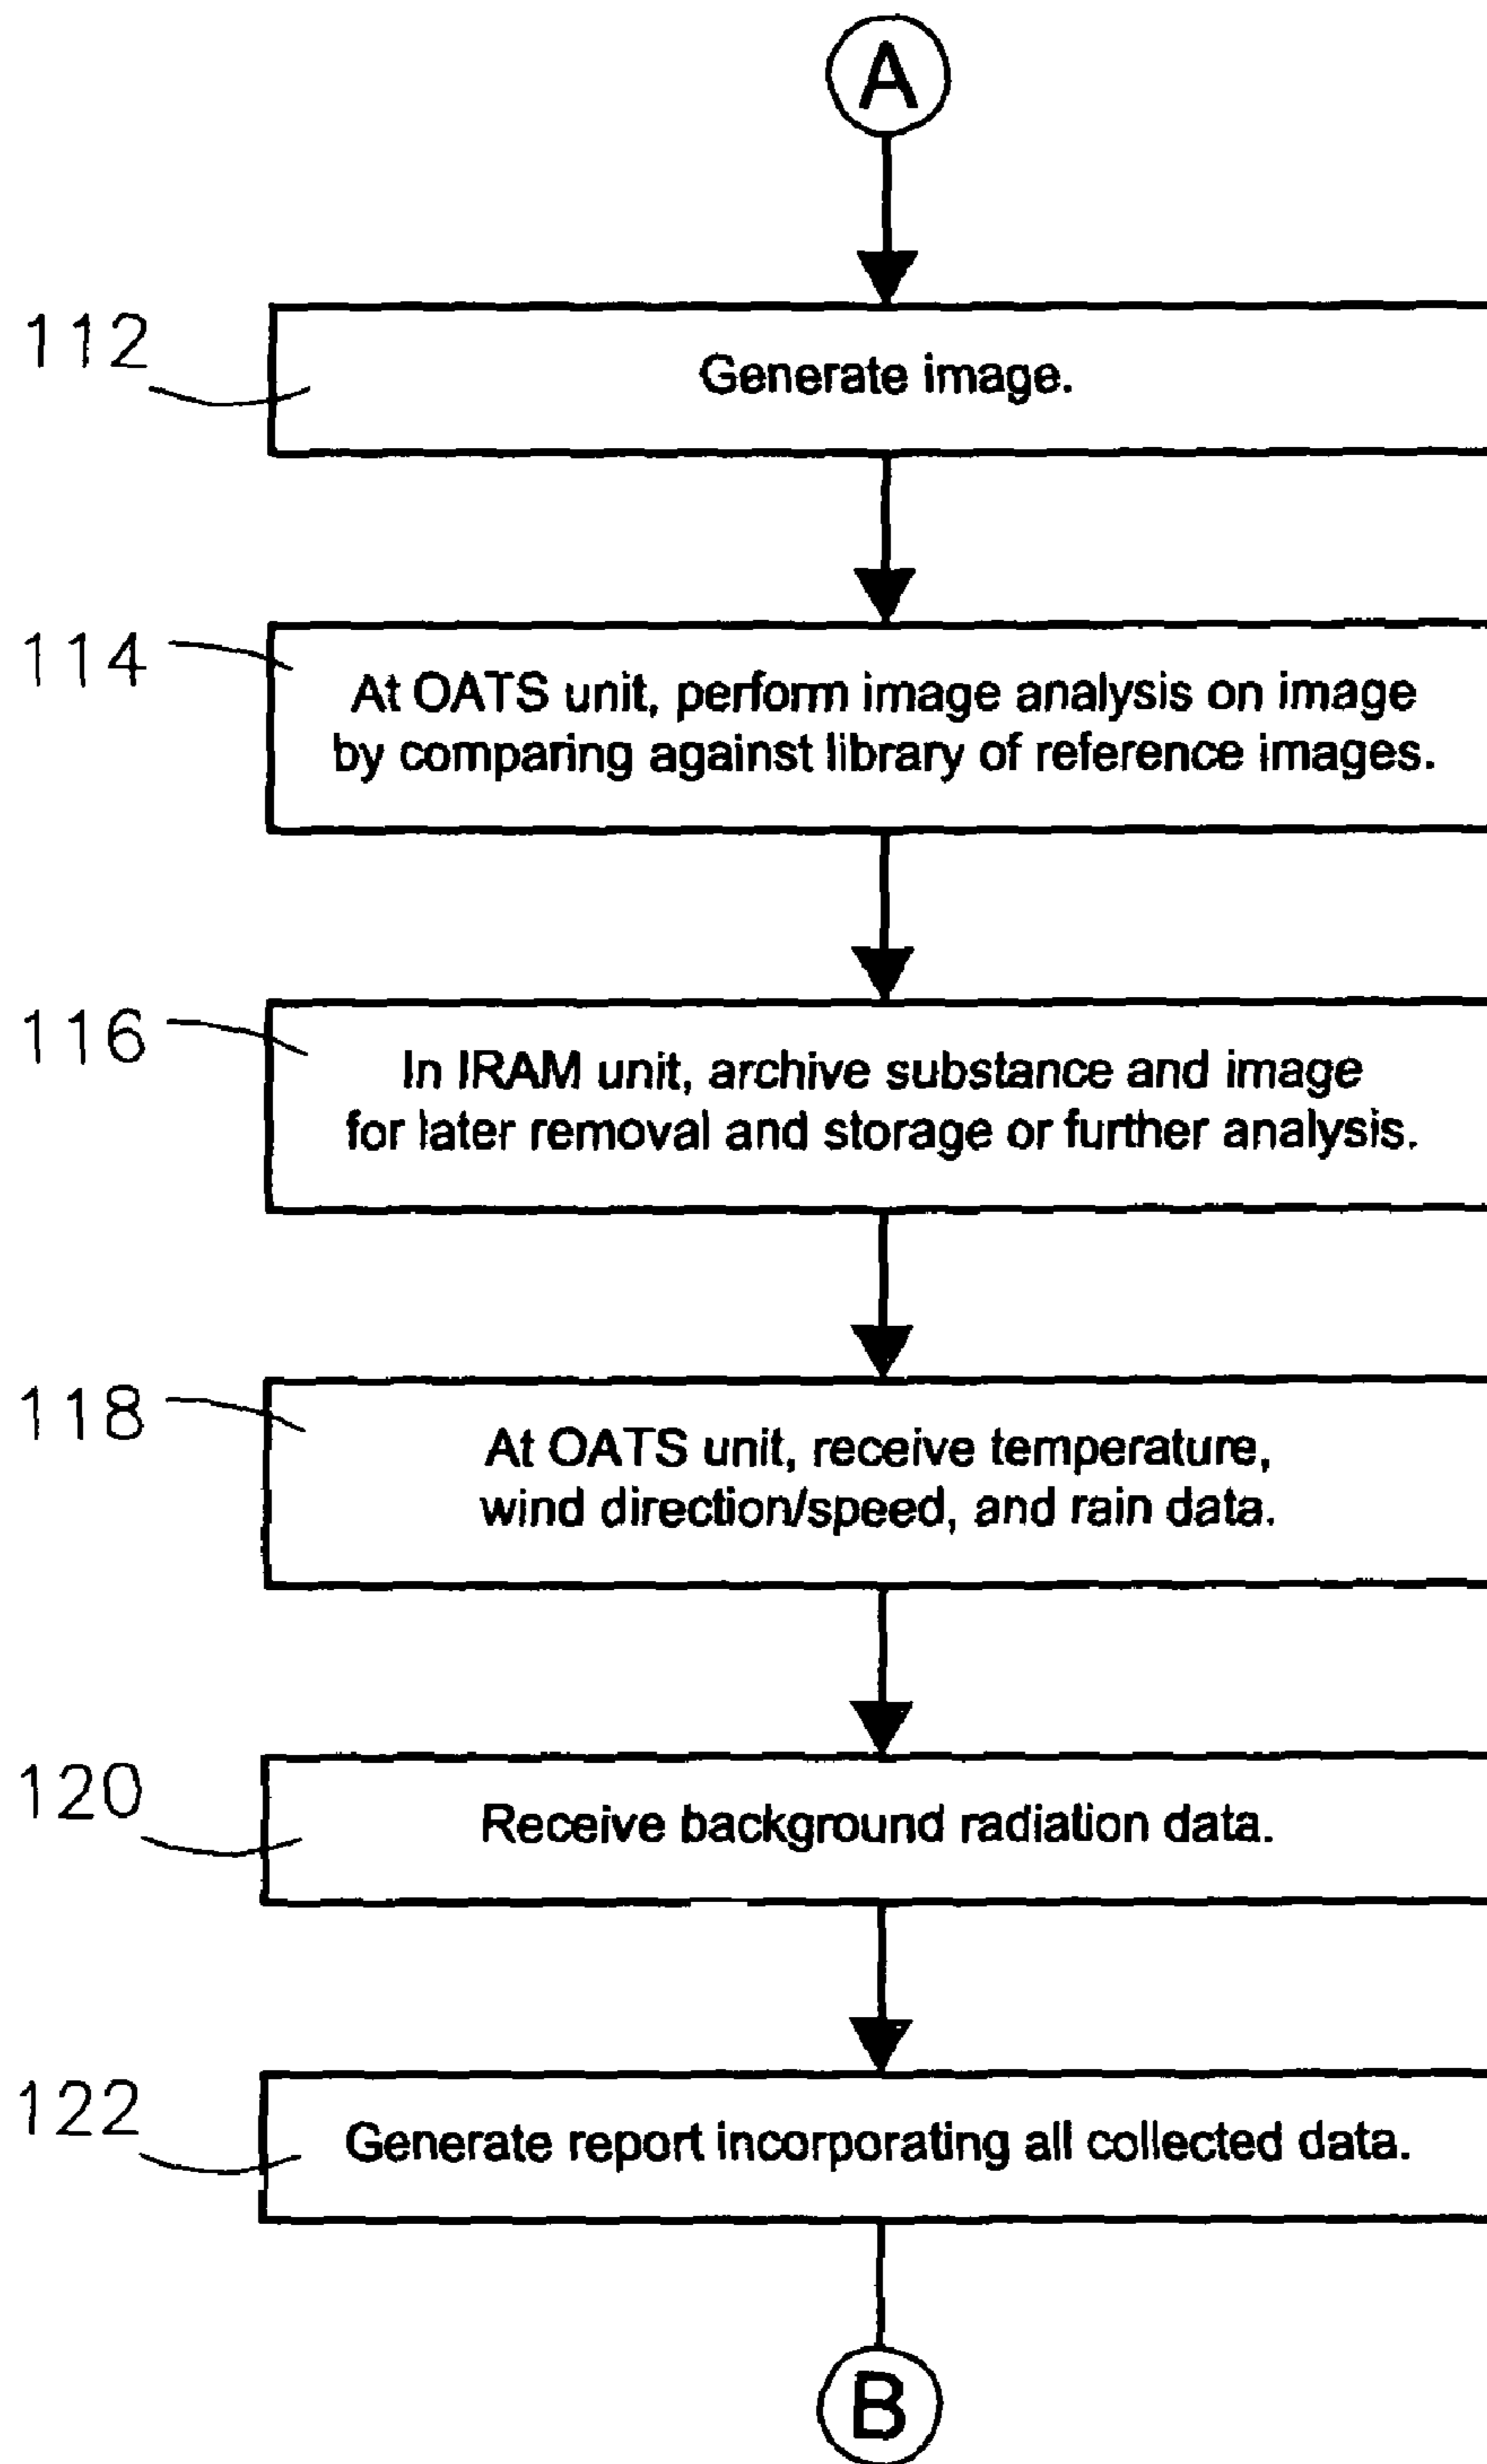 A
112
Generate image.
114
At OATS unit, perform image analysis on image
by comparing against library of reference images.
116
In IRAM unit, archive substance and image
for later removal and storage or further analysis.
118
At OATS unit, receive temperature,
wind direction/speed, and rain data.
120
Receive background radiation data.
122
Generate report incorporating all collected data.
B